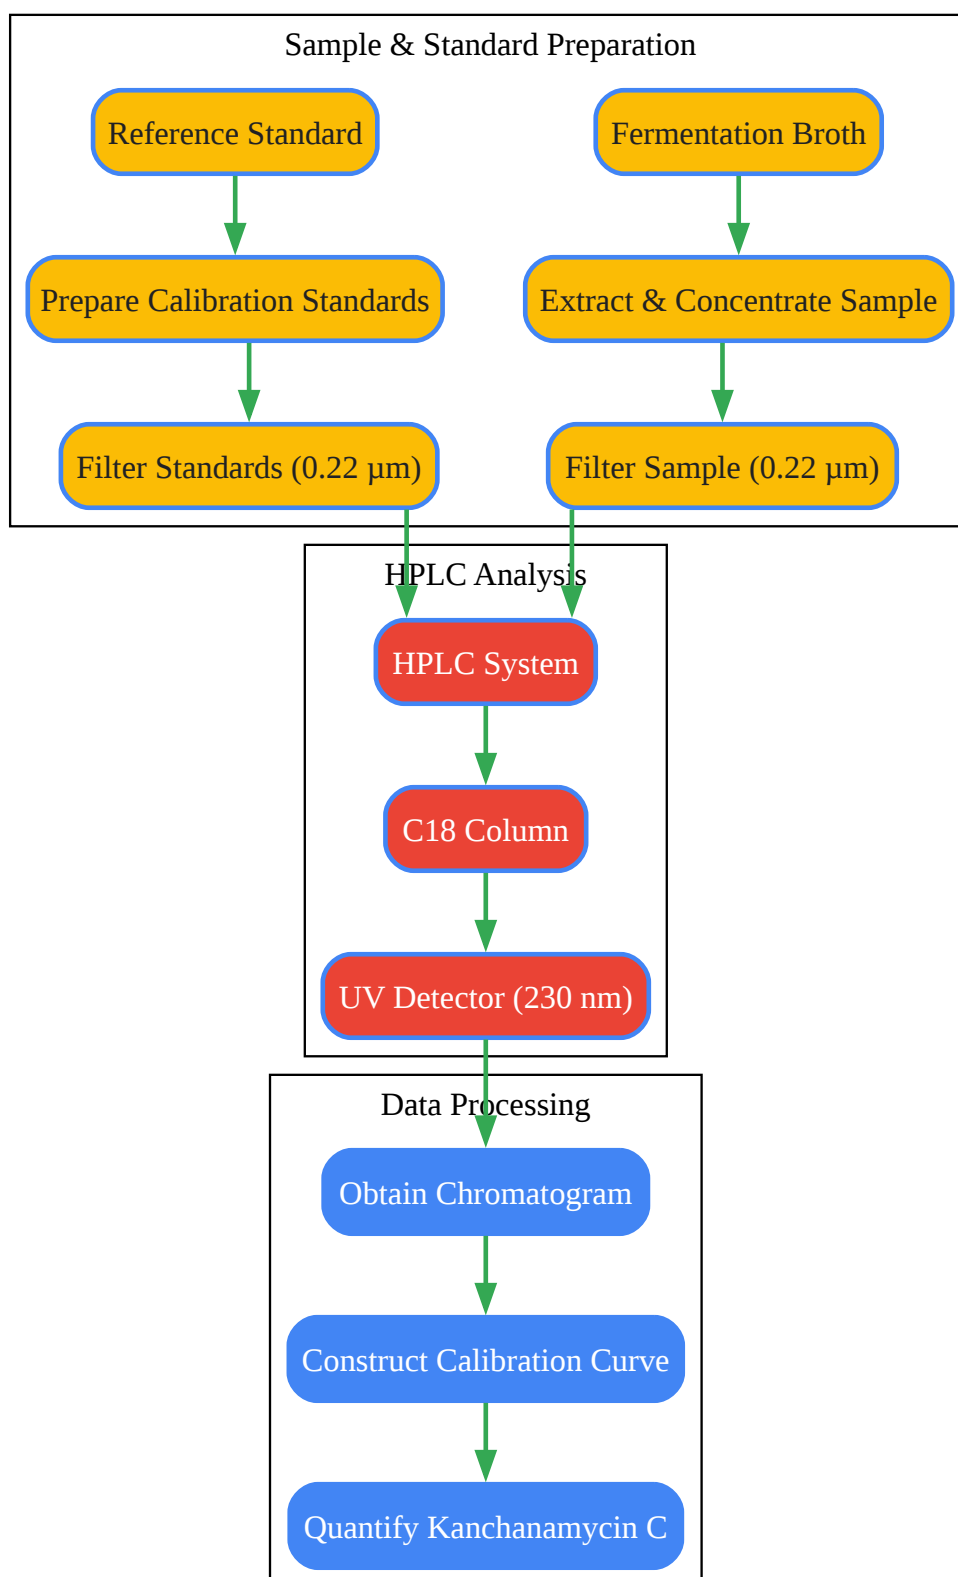 Sample & Standard Preparation
Reference Standard
Fermentation Broth
Prepare Calibration Standards
Extract & Concentrate Sample
Filter Standards (0.22 µm)
Filter Sample (0.22 µm)
HPLC Analysis
HPLC System
C18 Column
UV Detector (230 nm)
Data Processing
Obtain Chromatogram
Construct Calibration Curve
Quantify Kanchanamycin C